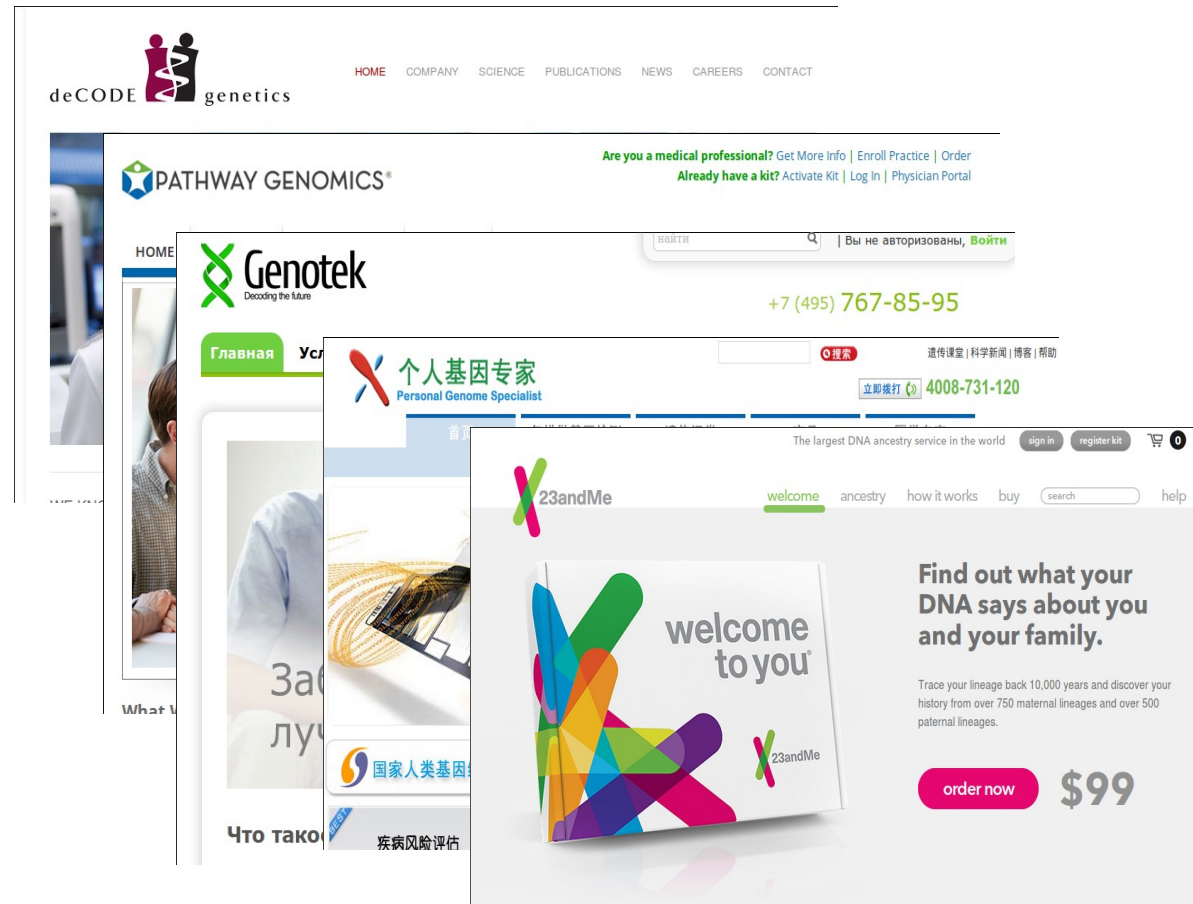 deCODE genetics
HOME COMPANY SCIENCE PUBLICATIONS NEWS CAREERS CONTACT
PATHWAY GENOMICS®
Are you a medical professional? Get More Info | Enroll Practice | Order
Already have a kit? Activate Kit | Log In | Physician Portal
HOME
What
Genotek
Decoding the future
найти
| Вы не авторизованы, Войти
+7 (495) 767-85-95
Главная
个人基因专家
Personal Genome Specialist
搜索
遗传课堂 | 科学新闻 | 博客 | 帮助
立即拨打 4008-731-120
国家人类基因
BEST
疾病风险评估
Что
The largest DNA ancestry service in the world
sign in
register kit
0
23andMe
welcome ancestry how it works buy search help
welcome
to you®
23andMe
Find out what your
DNA says about you
and your family.
Trace your lineage back 10,000 years and discover your
history from over 750 maternal lineages and over 500
paternal lineages.
order now $99